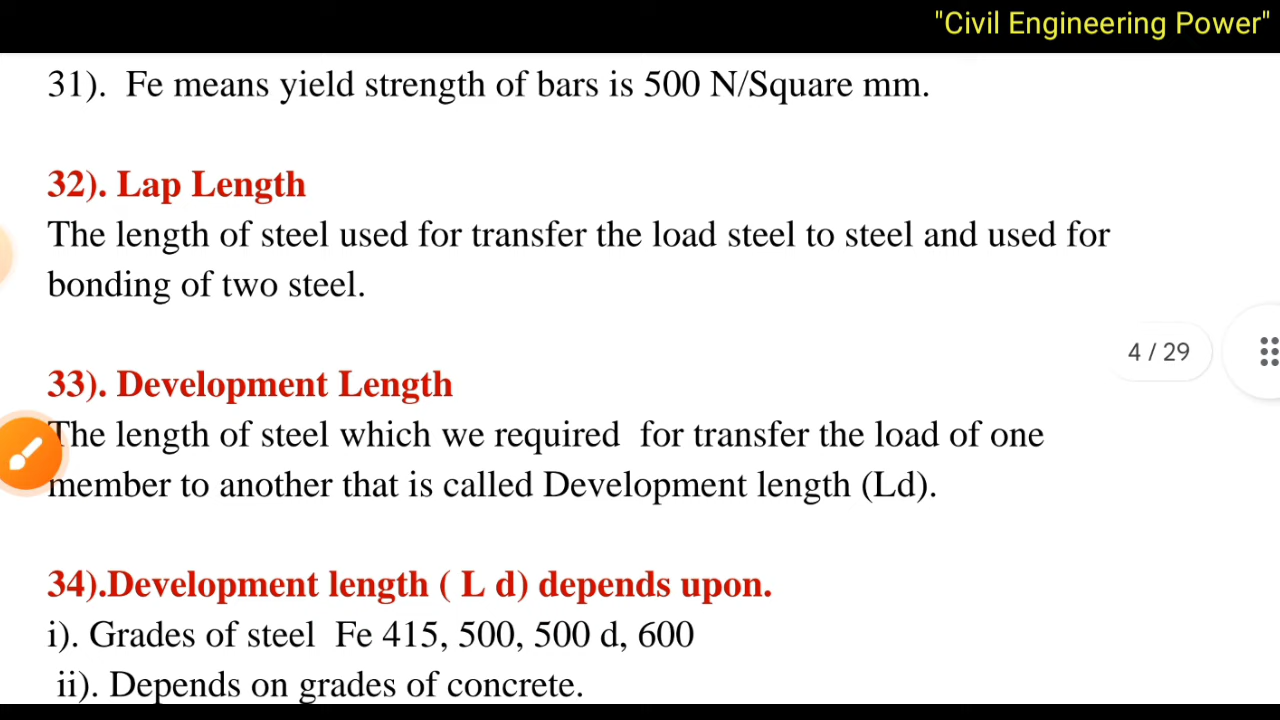 "Civil Engineering Power"
31). Fe means yield strength of bars is 500 N/Square mm.
32). Lap Length
The length of steel used for transfer the load steel to steel and used for
bonding of two steel.
33). Development Length
4 / 29
The length of steel which we required for transfer the load of one
member to another that is called Development length (Ld).
34).Development length ( L d) depends upon.
i). Grades of steel Fe 415, 500, 500 d, 600
ii). Depends on grades of concrete.